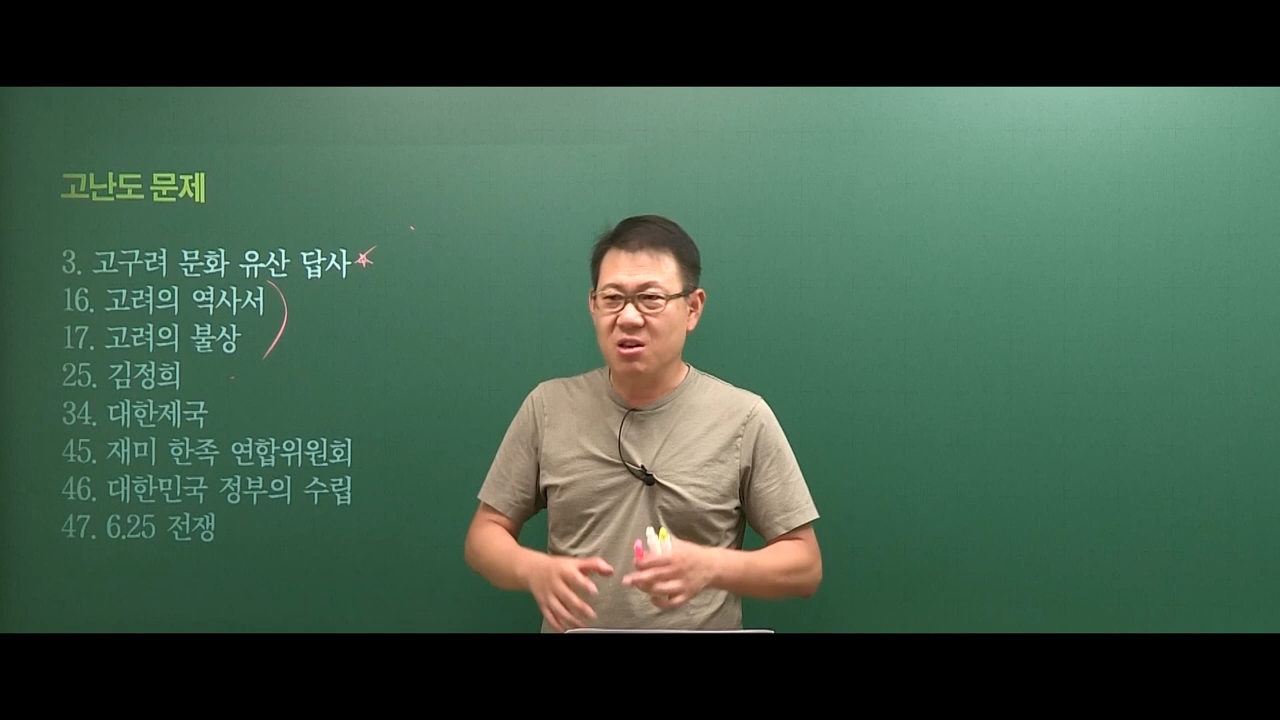 고난도 문제
3. 고구려 문화 유산 답사
16. 고려의 역사서
17. 고려의 불상
25. 김정희
34. 대한제국
45. 재미 한족 연합위원회
46. 대한민국 정부의 수립
47. 6.25 전쟁